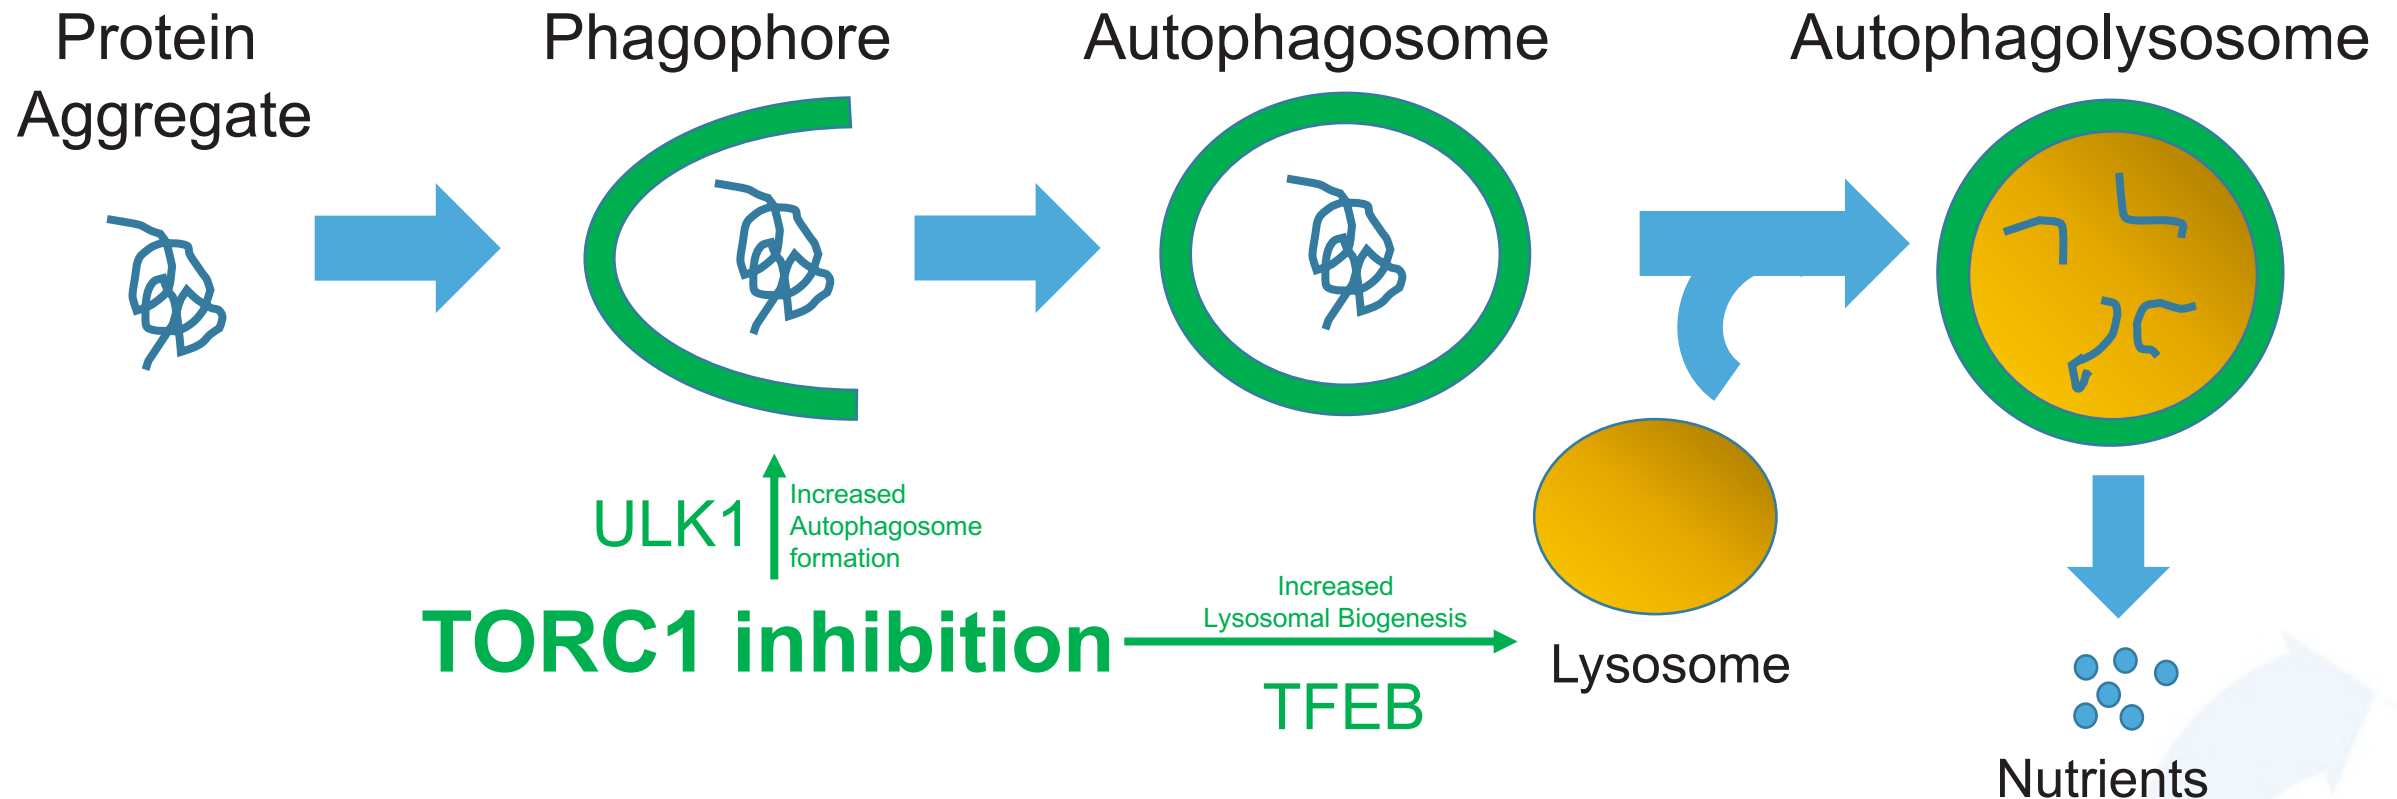 Protein
Aggregate
Phagophore
Autophagosome
Autophagolysosome
ULK1
Increased
Autophagosome
formation
TORC1 inhibition
Increased
Lysosomal Biogenesis
TFEB
Lysosome
Nutrients